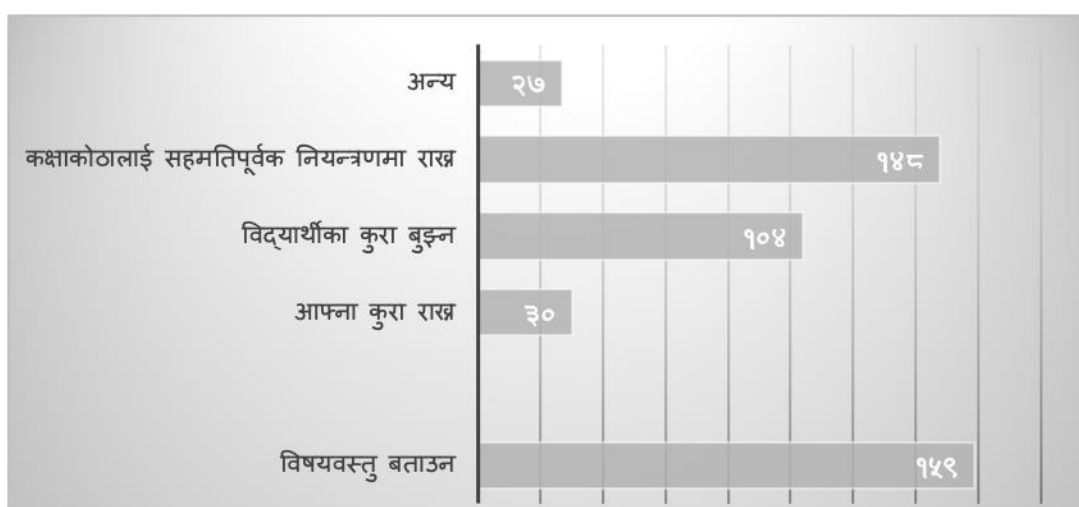 अन्य २७
कक्षाकोठालाई सहमतिपूर्वक नियन्त्रणमा राख्न १४८
विद्यार्थीका कुरा बुझ्न १०४
आफ्ना कुरा राख्न ३०
विषयवस्तु बताउन १५९